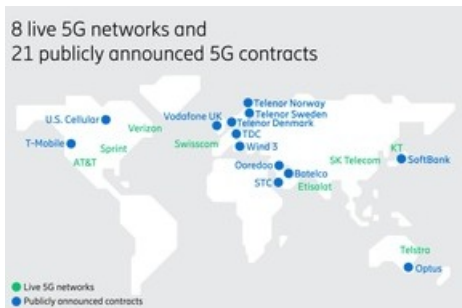 8 live 5G networks and
21 publicly announced 5G contracts
Telenor Norway
U.S. Cellular
Vodafone UK
Telenor Sweden
Verizon
Telenor Denmark
TDC
T-Mobile
Sprint
Swisscom
Wind 3
KT
AT&T
Ooredoo
SK Telecom
SoftBank
Batelco
STC
Etisalat
Telstra
Optus
Live 5G networks
Publicly announced contracts